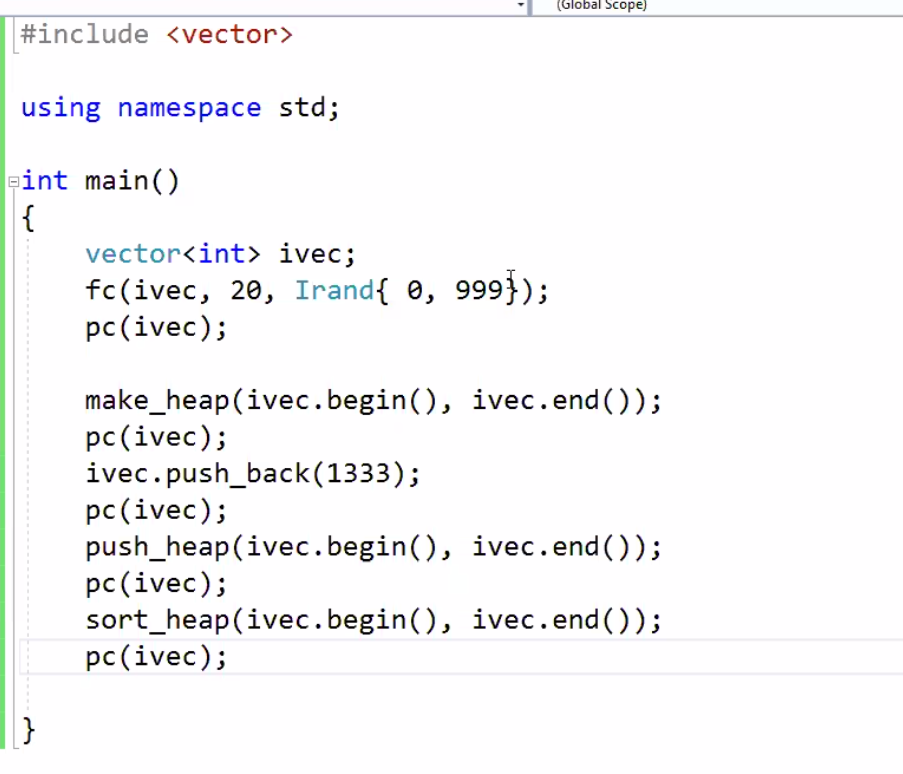 (Global Scope)
#include <vector>
using namespace std;
int main()
{
vector<int> ivec;
fc(ivec, 20, Irand{ 0, 999});
pc(ivec);
make_heap(ivec.begin(), ivec.end());
pc(ivec);
ivec.push_back(1333);
pc(ivec);
push_heap(ivec.begin(), ivec.end());
pc(ivec);
sort_heap(ivec.begin(), ivec.end());
pc(ivec);
}